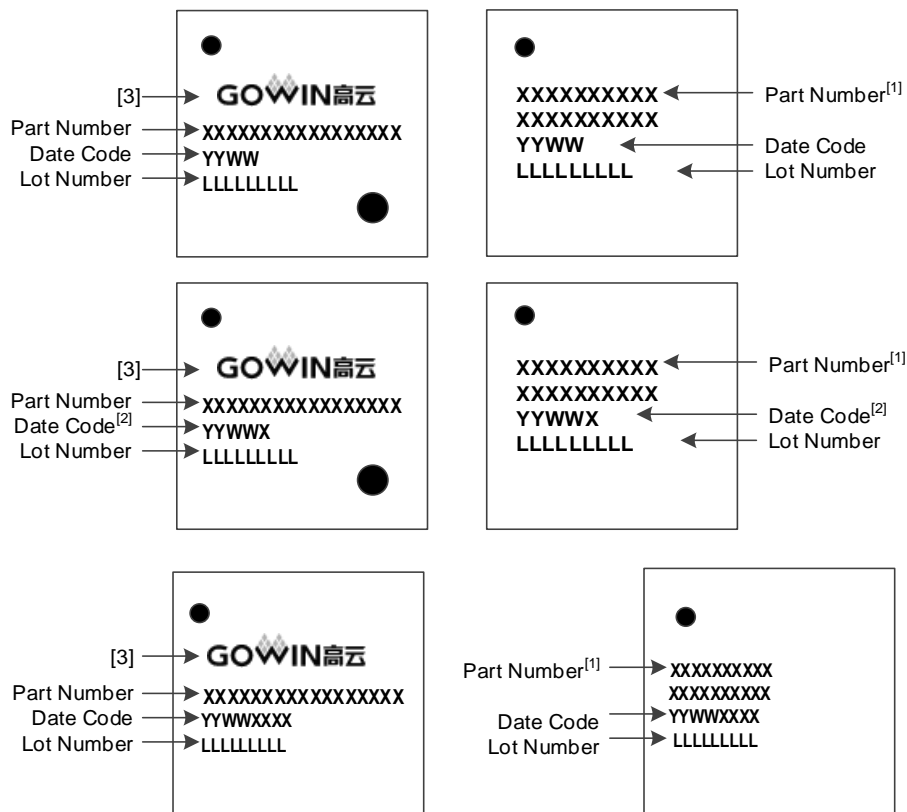 [3]
GOWIN高云
Part Number
XXXXXXXXXXXXXXXXX
Date Code
YYWW
Lot Number
LLLLLLLLL
XXXXXXXXXX
Part Number[1]
XXXXXXXXXX
YYWW
Date Code
LLLLLLLLL
Lot Number
[3]
GOWIN高云
Part Number
XXXXXXXXXXXXXXXXX
Date Code[2]
YYWWX
Lot Number
LLLLLLLLL
XXXXXXXXXX
Part Number[1]
XXXXXXXXXX
YYWWX
Date Code[2]
LLLLLLLLL
Lot Number
[3]
GOWIN高云
Part Number
XXXXXXXXXXXXXXXXX
Date Code
YYWWXXXX
Lot Number
LLLLLLLLL
Part Number[1]
XXXXXXXXXX
XXXXXXXXXX
Date Code
YYWWXXXX
Lot Number
LLLLLLLLL